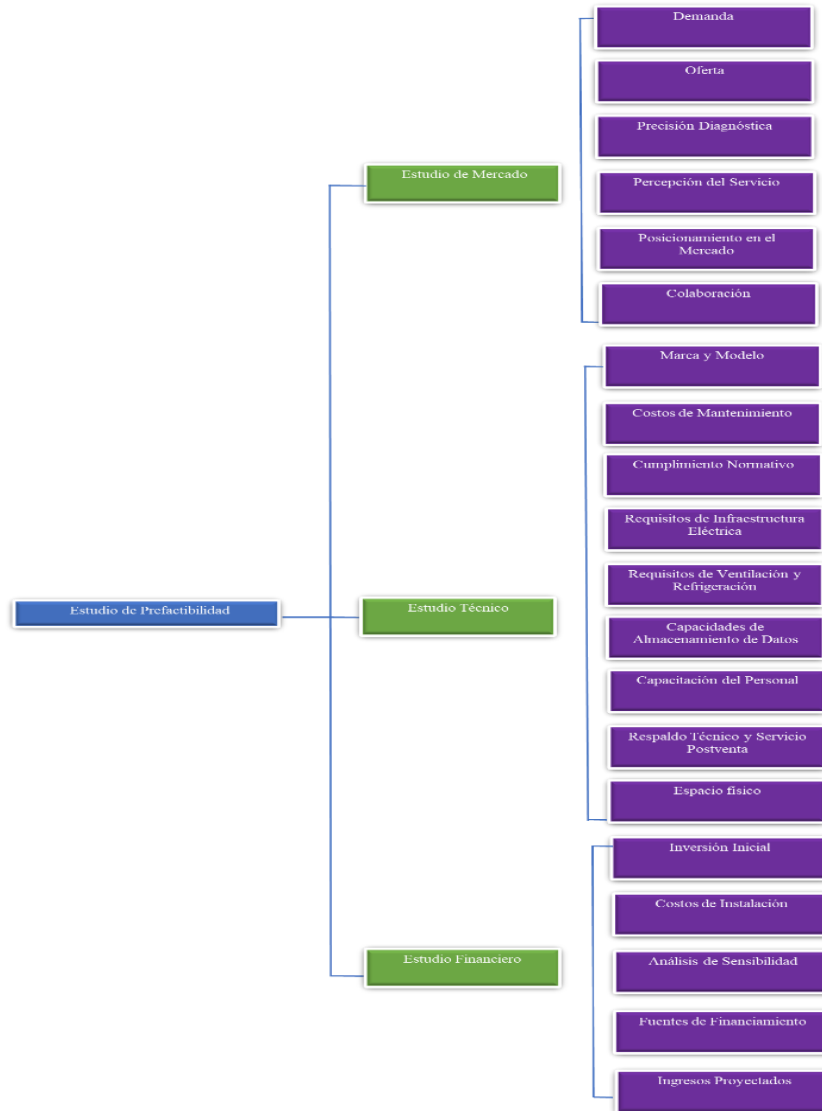 Demanda
Oferta
Precisión Diagnóstica
Estudio de Mercado
Percepción del Servicio
Posicionamiento en el
Mercado
Colaboración
Marca y Modelo
Costos de Mantenimiento
Cumplimiento Normativo
Requisitos de Infraestructura
Eléctrica
Requisitos de Ventilación y
Refrigeración
Estudio de Prefactibilidad
Estudio Técnico
Capacidades de
Almacenamiento de Datos
Capacitación del Personal
Respaldo Técnico y Servicio
Postventa
Espacio físico
Inversión Inicial
Costos de Instalación
Estudio Financiero
Análisis de Sensibilidad
Fuentes de Financiamiento
Ingresos Proyectados